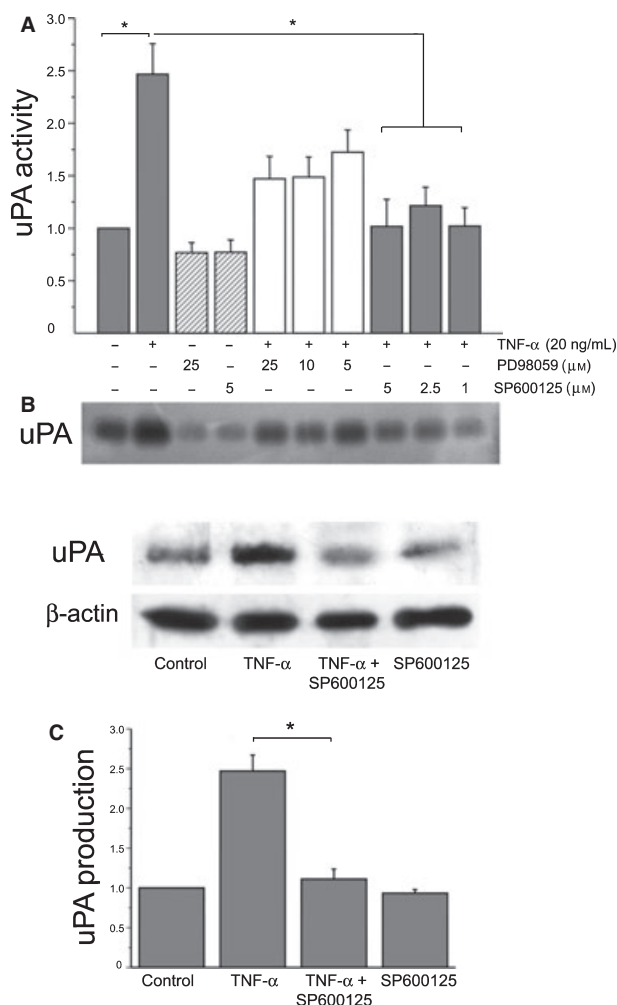 A
*
*
3.0
2.5
2.0
1.5
1.0
0.5
0
uPA activity
– + – – + + + + + + TNF-α (20 ng/mL)
– – 25 – 25 10 5 – – – PD98059 (μM)
– – – 5 – – – 5 2.5 1 SP600125 (μM)
B
uPA
uPA
β-actin
Control TNF-α TNF-α + SP600125
SP600125
C
*
3.0
2.5
2.0
1.5
1.0
0.5
0
uPA production
Control TNF-α TNF-α + SP600125
SP600125